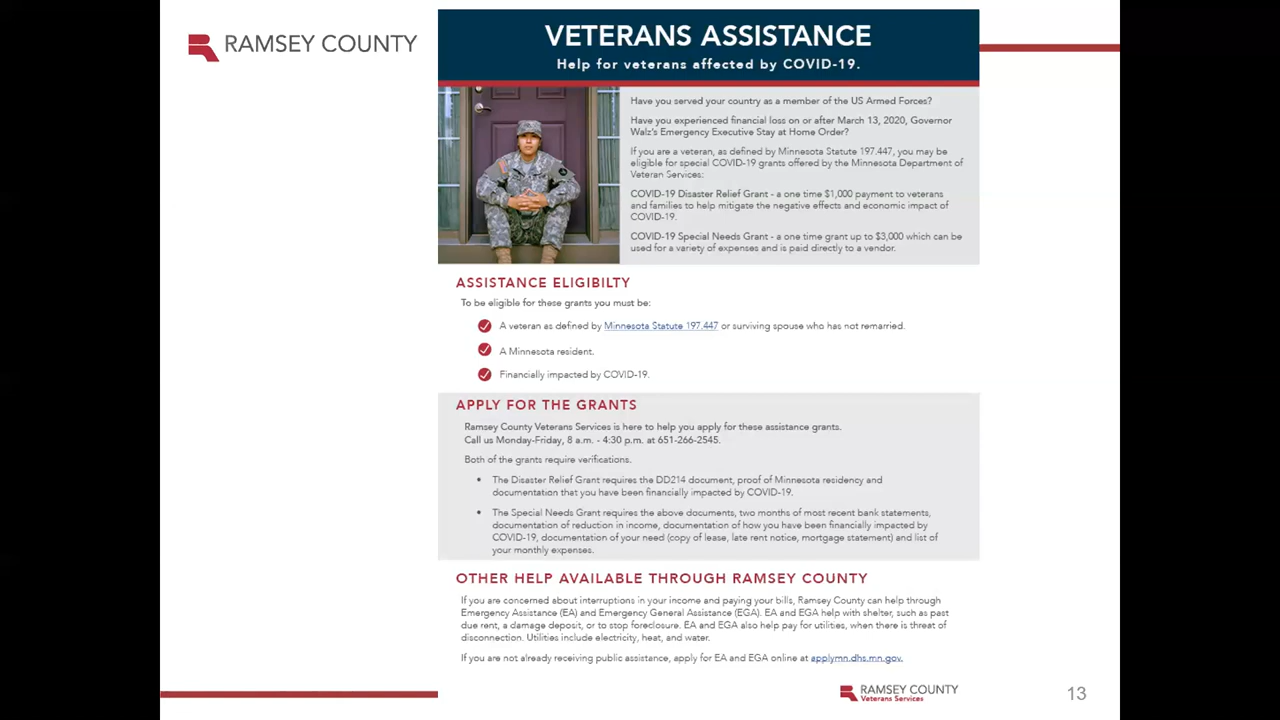 RAMSEY COUNTY
VETERANS ASSISTANCE
Help for veterans affected by COVID-19.
Have you served your country as a member of the US Armed Forces?
Have you experienced financial loss on or after March 13, 2020, Governor
Walz's Emergency Executive Stay at Home Order?
If you are a veteran, as defined by Minnesota Statute 197.447, you may be
eligible for special COVID-19 grants offered by the Minnesota Department of
Veteran Services:
COVID-19 Disaster Relief Grant - a one time $1,000 payment to veterans
and families to help mitigate the negative effects and economic impact of
COVID-19.
COVID-19 Special Needs Grant - a one time grant up to $3,000 which can be
used for a variety of expenses and is paid directly to a vendor.
ASSISTANCE ELIGIBILTY
To be eligible for these grants you must be:
A veteran as defined by Minnesota Statute 197.447 or surviving spouse who has not remarried.
A Minnesota resident.
Financially impacted by COVID-19.
APPLY FOR THE GRANTS
Ramsey County Veterans Services is here to help you apply for these assistance grants.
Call us Monday-Friday, 8 a.m. - 4:30 p.m. at 651-266-2545.
Both of the grants require verifications.
• The Disaster Relief Grant requires the DD214 document, proof of Minnesota residency and
documentation that you have been financially impacted by COVID-19.
• The Special Needs Grant requires the above documents, two months of most recent bank statements,
documentation of reduction in income, documentation of how you have been financially impacted by
COVID-19, documentation of your need (copy of lease, late rent notice, mortgage statement) and list of
your monthly expenses.
OTHER HELP AVAILABLE THROUGH RAMSEY COUNTY
If you are concerned about interruptions in your income and paying your bills, Ramsey County can help through
Emergency Assistance (EA) and Emergency General Assistance (EGA). EA and EGA help with shelter, such as past
due rent, a damage deposit, or to stop foreclosure. EA and EGA also help pay for utilities, when there is threat of
disconnection. Utilities include electricity, heat, and water.
If you are not already receiving public assistance, apply for EA and EGA online at applymn.dhs.mn.gov.
RAMSEY COUNTY
Veterans Services
13